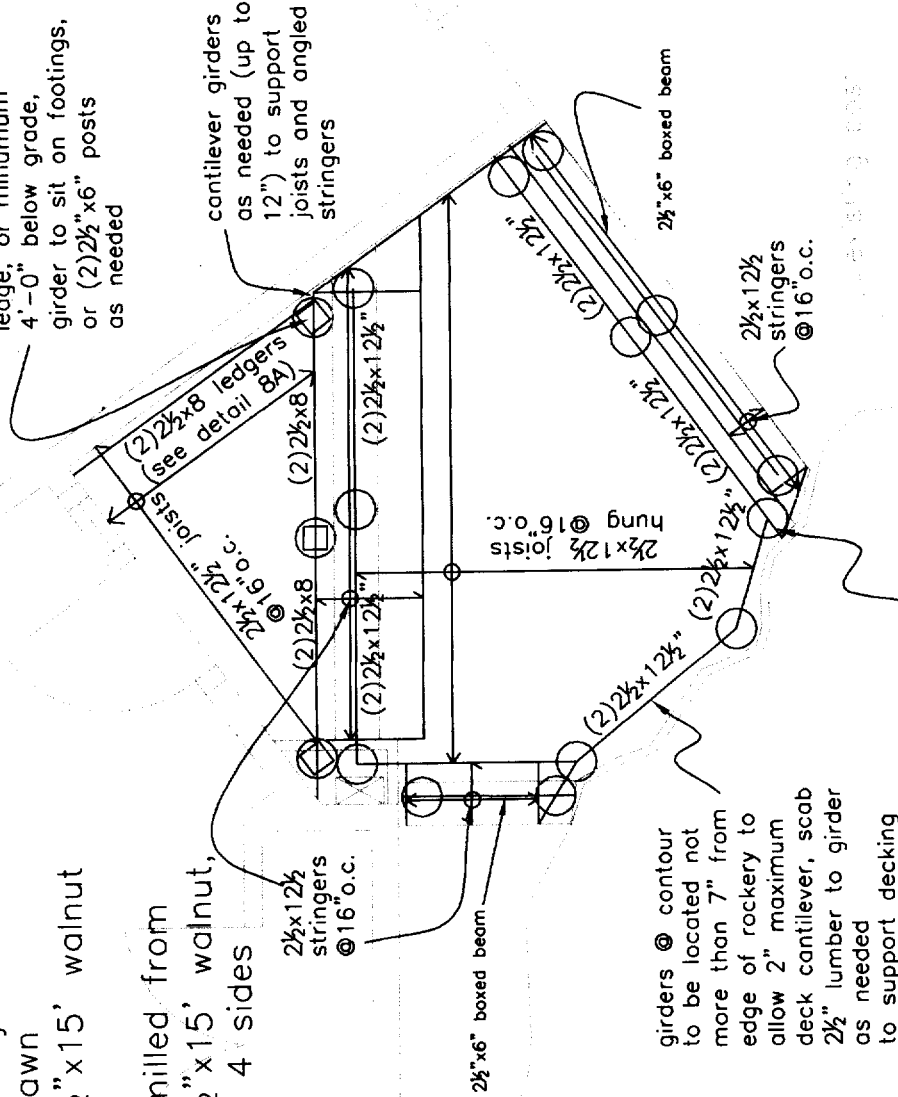 awn
2"x15' walnut
milled from
2"x15' walnut,
4 sides
ledge, or minimum
4'-0" below grade,
girder to sit on footings,
or (2)2½"x6" posts
as needed
cantilever girders
as needed (up to
12") to support
joists and angled
stringers
(2)2½x8 ledgers
(see detail 8A)
2½x12½" joists
@16"o.c.
(2)2½x8
(2)2½x8
(2)2½x12½"
(2)2½x12½"
2½x12½ joists
hung @16"o.c.
(2)2½x12½"
(2)2½x12½"
(2)2½x12½"
(2)2½x12½"
2½"x6" boxed beam
2½x12½
stringers
@16"o.c.
2½x12½
stringers
@16"o.c.
2½"x6" boxed beam
girders @ contour
to be located not
more than 7" from
edge of rockery to
allow 2" maximum
deck cantilever, scab
2½" lumber to girder
as needed
to support decking